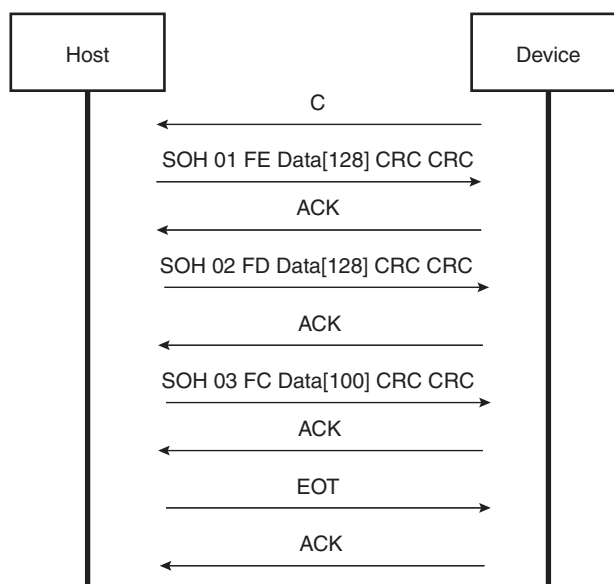 Host
Device
C
SOH 01 FE Data[128] CRC CRC
ACK
SOH 02 FD Data[128] CRC CRC
ACK
SOH 03 FC Data[100] CRC CRC
ACK
EOT
ACK